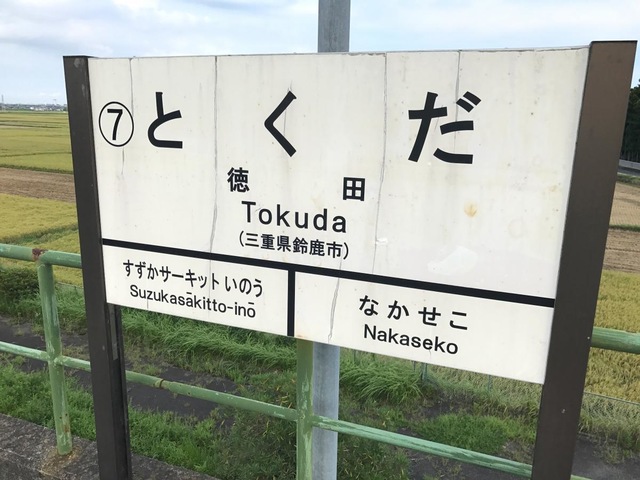 ⑦ とくだ
徳田
Tokuda
(三重県鈴鹿市)
すずかサーキットいのう
Suzukasākitto-inō
なかせこ
Nakaseko